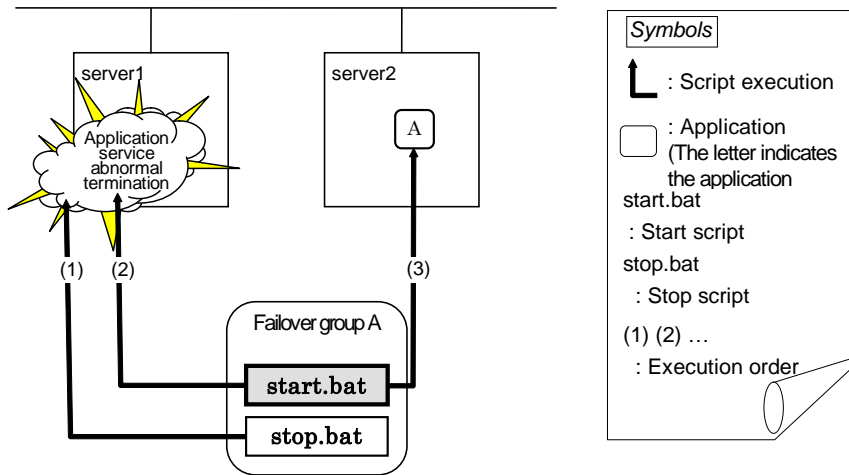 server1
server2
Application
service
abnormal
termination
A
(1)
(2)
(3)
Failover group A
start.bat
stop.bat
Symbols
: Script execution
: Application
(The letter indicates
the application
start.bat
: Start script
stop.bat
: Stop script
(1) (2) …
: Execution order